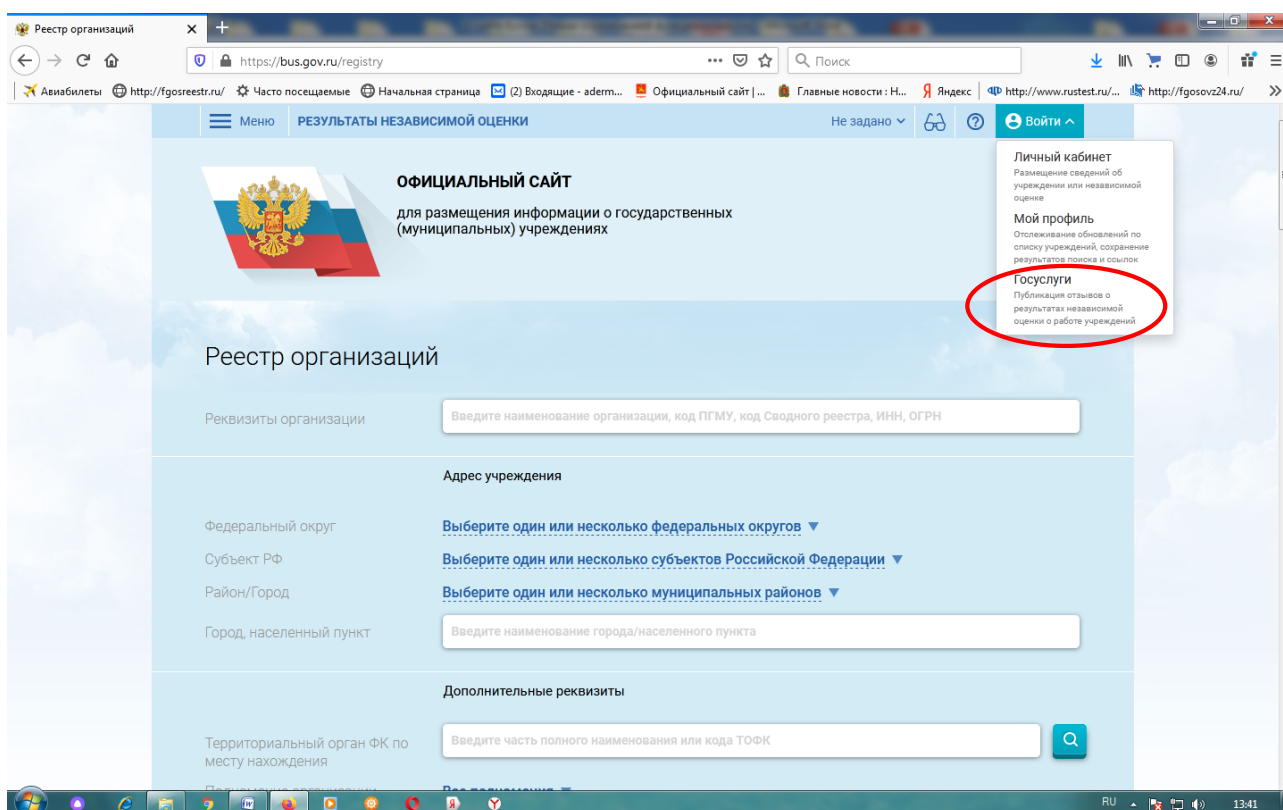 Реестр организаций
https://bus.gov.ru/registry
Поиск
Авиабилеты http://fgosreestr.ru/ Часто посещаемые Начальная страница (2) Входящие - aderm... Официальный сайт | ... Главные новости : Н... Яндекс http://www.rustest.ru/... http://fgosovz24.ru/
Меню РЕЗУЛЬТАТЫ НЕЗАВИСИМОЙ ОЦЕНКИ Не задано Войти
ОФИЦИАЛЬНЫЙ САЙТ
для размещения информации о государственных
(муниципальных) учреждениях
Личный кабинет
Размещение сведений об
учреждении или независимой
оценке
Мой профиль
Отслеживание обновлений по
списку учреждений, сохранение
результатов поиска и ссылок
Госуслуги
Публикация отзывов о
результатах независимой
оценки о работе учреждений
Реестр организаций
Реквизиты организации Введите наименование организации, код ПГМУ, код Сводного реестра, ИНН, ОГРН
Адрес учреждения
Федеральный округ Выберите один или несколько федеральных округов
Субъект РФ Выберите один или несколько субъектов Российской Федерации
Район/Город Выберите один или несколько муниципальных районов
Город, населенный пункт Введите наименование города/населенного пункта
Дополнительные реквизиты
Территориальный орган ФК по Введите часть полного наименования или кода ТОФК
месту нахождения
RU 13:41